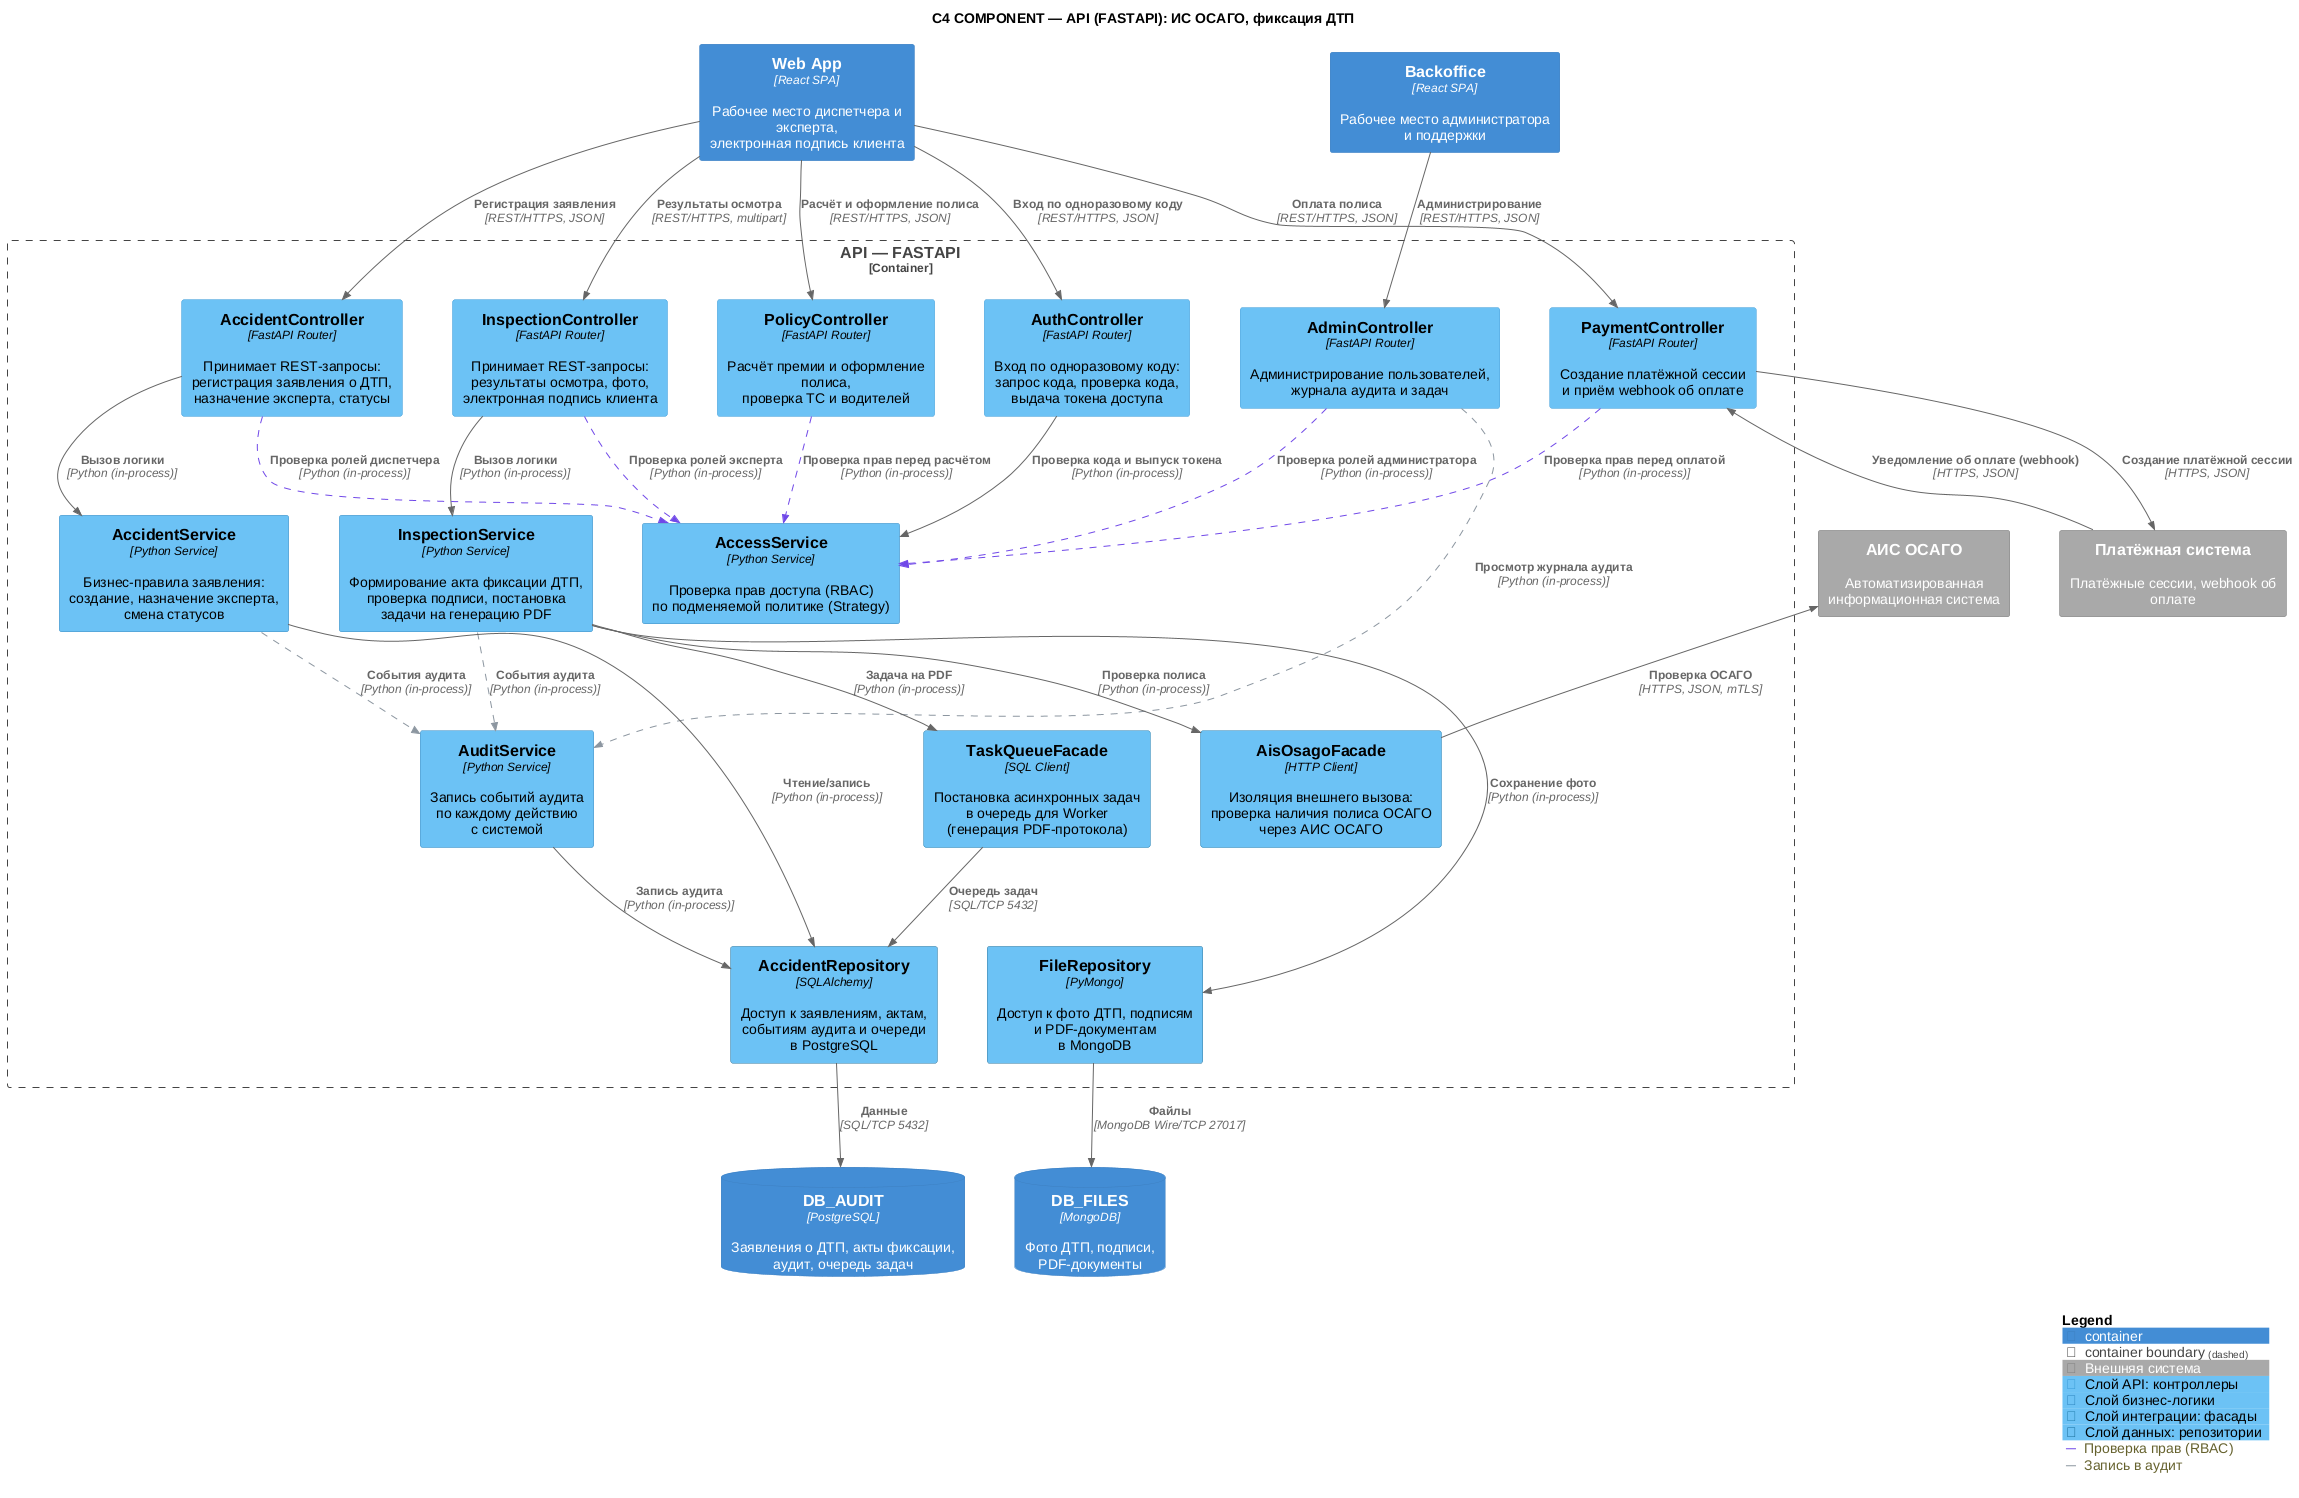 C4 COMPONENT — API (FASTAPI): ИС ОСАГО, фиксация ДТП
Web App
[React SPA]
Рабочее место диспетчера и
эксперта,
электронная подпись клиента
Backoffice
[React SPA]
Рабочее место администратора
и поддержки
Регистрация заявления
[REST/HTTPS, JSON]
Результаты осмотра
[REST/HTTPS, multipart]
Расчёт и оформление полиса
[REST/HTTPS, JSON]
Вход по одноразовому коду
[REST/HTTPS, JSON]
Оплата полиса
[REST/HTTPS, JSON]
Администрирование
[REST/HTTPS, JSON]
API — FASTAPI
[Container]
AccidentController
[FastAPI Router]
Принимает REST-запросы:
регистрация заявления о ДТП,
назначение эксперта, статусы
InspectionController
[FastAPI Router]
Принимает REST-запросы:
результаты осмотра, фото,
электронная подпись клиента
PolicyController
[FastAPI Router]
Расчёт премии и оформление
полиса,
проверка ТС и водителей
AuthController
[FastAPI Router]
Вход по одноразовому коду:
запрос кода, проверка кода,
выдача токена доступа
AdminController
[FastAPI Router]
Администрирование пользователей,
журнала аудита и задач
PaymentController
[FastAPI Router]
Создание платёжной сессии
и приём webhook об оплате
Вызов логики
[Python (in-process)]
Проверка ролей диспетчера
[Python (in-process)]
Вызов логики
[Python (in-process)]
Проверка ролей эксперта
[Python (in-process)]
Проверка прав перед расчётом
[Python (in-process)]
Проверка кода и выпуск токена
[Python (in-process)]
Проверка ролей администратора
[Python (in-process)]
Проверка прав перед оплатой
[Python (in-process)]
Уведомление об оплате (webhook)
[HTTPS, JSON]
Создание платёжной сессии
[HTTPS, JSON]
AccidentService
[Python Service]
Бизнес-правила заявления:
создание, назначение эксперта,
смена статусов
InspectionService
[Python Service]
Формирование акта фиксации ДТП,
проверка подписи, постановка
задачи на генерацию PDF
AccessService
[Python Service]
Проверка прав доступа (RBAC)
по подменяемой политике (Strategy)
Просмотр журнала аудита
[Python (in-process)]
АИС ОСАГО
Автоматизированная
информационная система
Платёжная система
Платёжные сессии, webhook об
оплате
События аудита
[Python (in-process)]
События аудита
[Python (in-process)]
Задача на PDF
[Python (in-process)]
Проверка полиса
[Python (in-process)]
Проверка ОСАГО
[HTTPS, JSON, mTLS]
AuditService
[Python Service]
Запись событий аудита
по каждому действию
с системой
Чтение/запись
[Python (in-process)]
TaskQueueFacade
[SQL Client]
Постановка асинхронных задач
в очередь для Worker
(генерация PDF-протокола)
AisOsagoFacade
[HTTP Client]
Изоляция внешнего вызова:
проверка наличия полиса ОСАГО
через АИС ОСАГО
Сохранение фото
[Python (in-process)]
Запись аудита
[Python (in-process)]
Очередь задач
[SQL/TCP 5432]
AccidentRepository
[SQLAlchemy]
Доступ к заявлениям, актам,
событиям аудита и очереди
в PostgreSQL
FileRepository
[PyMongo]
Доступ к фото ДТП, подписям
и PDF-документам
в MongoDB
Данные
[SQL/TCP 5432]
Файлы
[MongoDB Wire/TCP 27017]
DB_AUDIT
[PostgreSQL]
Заявления о ДТП, акты фиксации,
аудит, очередь задач
DB_FILES
[MongoDB]
Фото ДТП, подписи,
PDF-документы
Legend
container
container boundary (dashed)
Внешняя система
Слой API: контроллеры
Слой бизнес-логики
Слой интеграции: фасады
Слой данных: репозитории
Проверка прав (RBAC)
Запись в аудит